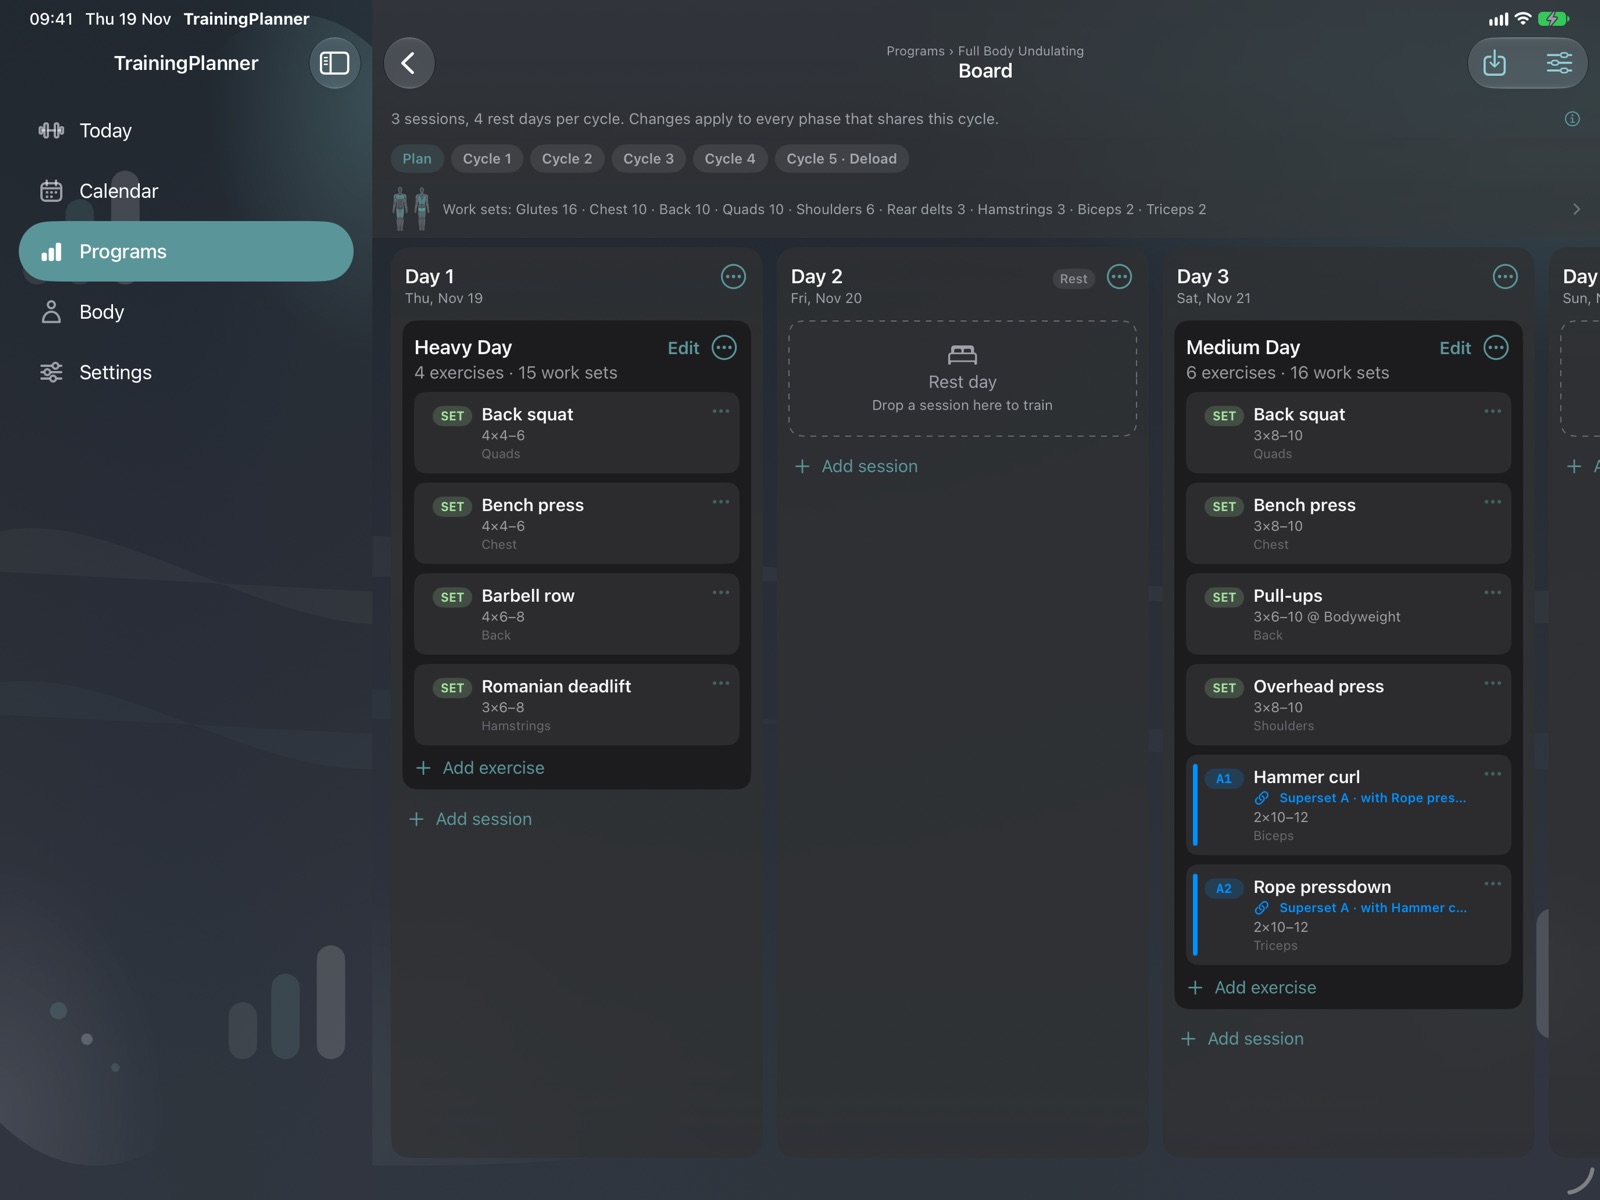 09:41 Thu 19 Nov TrainingPlanner
TrainingPlanner
Today
Calendar
Programs
Body
Settings
Programs › Full Body Undulating
Board
3 sessions, 4 rest days per cycle. Changes apply to every phase that shares this cycle.
Plan Cycle 1 Cycle 2 Cycle 3 Cycle 4 Cycle 5 · Deload
Work sets: Glutes 16 · Chest 10 · Back 10 · Quads 10 · Shoulders 6 · Rear delts 3 · Hamstrings 3 · Biceps 2 · Triceps 2
Day 1
Thu, Nov 19
Heavy Day Edit
4 exercises · 15 work sets
SET Back squat
4×4–6
Quads
SET Bench press
4×4–6
Chest
SET Barbell row
4×6–8
Back
SET Romanian deadlift
3×6–8
Hamstrings
+ Add exercise
+ Add session
Day 2 Rest
Fri, Nov 20
Rest day
Drop a session here to train
+ Add session
Day 3
Sat, Nov 21
Medium Day Edit
6 exercises · 16 work sets
SET Back squat
3×8–10
Quads
SET Bench press
3×8–10
Chest
SET Pull-ups
3×6–10 @ Bodyweight
Back
SET Overhead press
3×8–10
Shoulders
A1 Hammer curl
Superset A · with Rope pres...
2×10–12
Biceps
A2 Rope pressdown
Superset A · with Hammer c...
2×10–12
Triceps
+ Add exercise
+ Add session
Day
Sun,
+